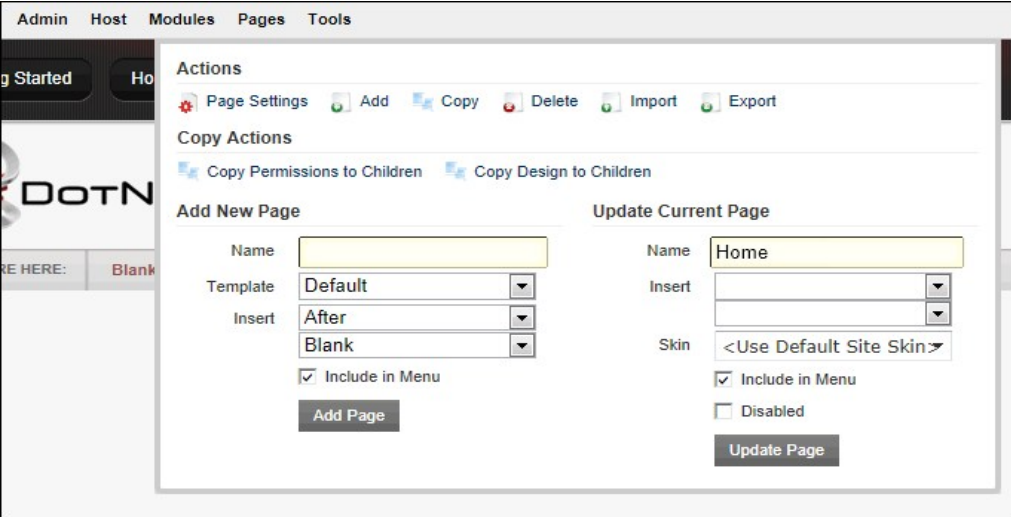 Admin Host Modules Pages Tools
g Started Ho
Actions
Page Settings Add Copy Delete Import Export
Copy Actions
Copy Permissions to Children Copy Design to Children
DOTN
Add New Page Update Current Page
Name Name Home
RE HERE: Blank
Template Default Insert
Insert After
Blank Skin <Use Default Site Skin>
Include in Menu Include in Menu
Add Page Disabled
Update Page